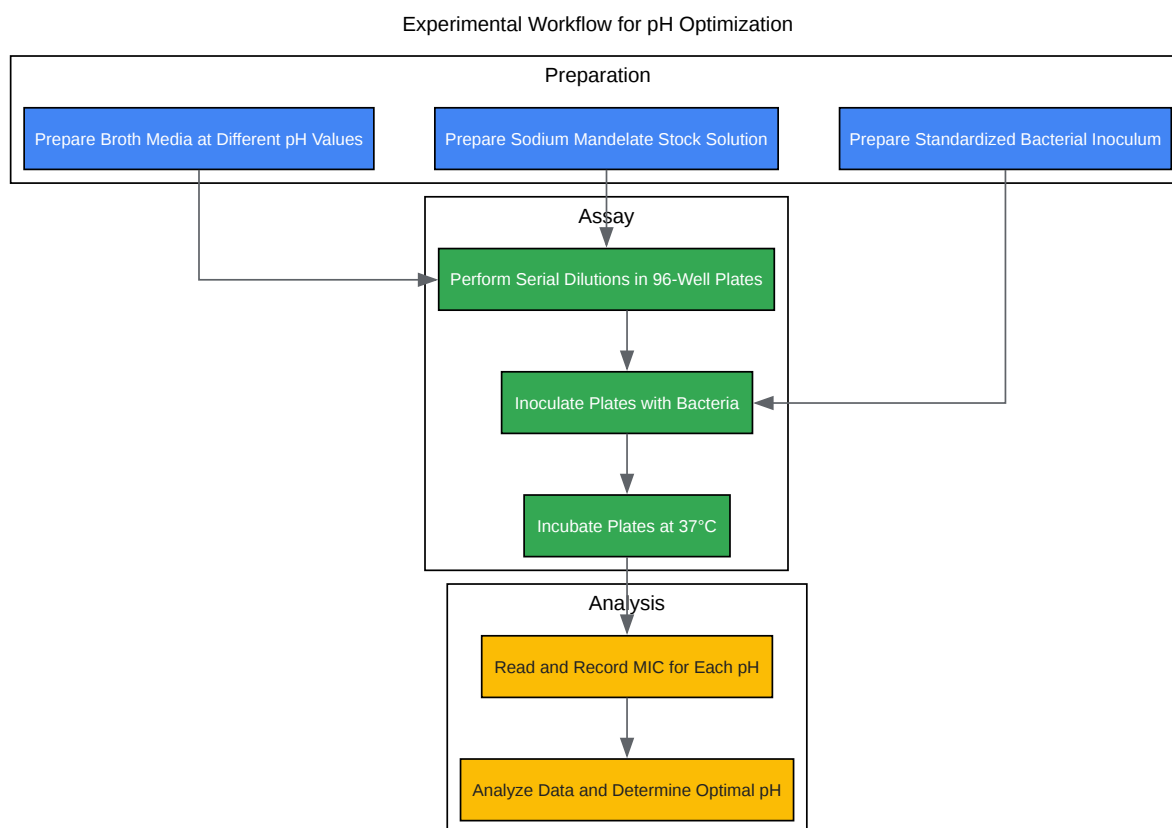 Experimental Workflow for pH Optimization
Preparation
Prepare Broth Media at Different pH Values
Prepare Sodium Mandelate Stock Solution
Prepare Standardized Bacterial Inoculum
Assay
Perform Serial Dilutions in 96-Well Plates
Inoculate Plates with Bacteria
Incubate Plates at 37°C
Analysis
Read and Record MIC for Each pH
Analyze Data and Determine Optimal pH